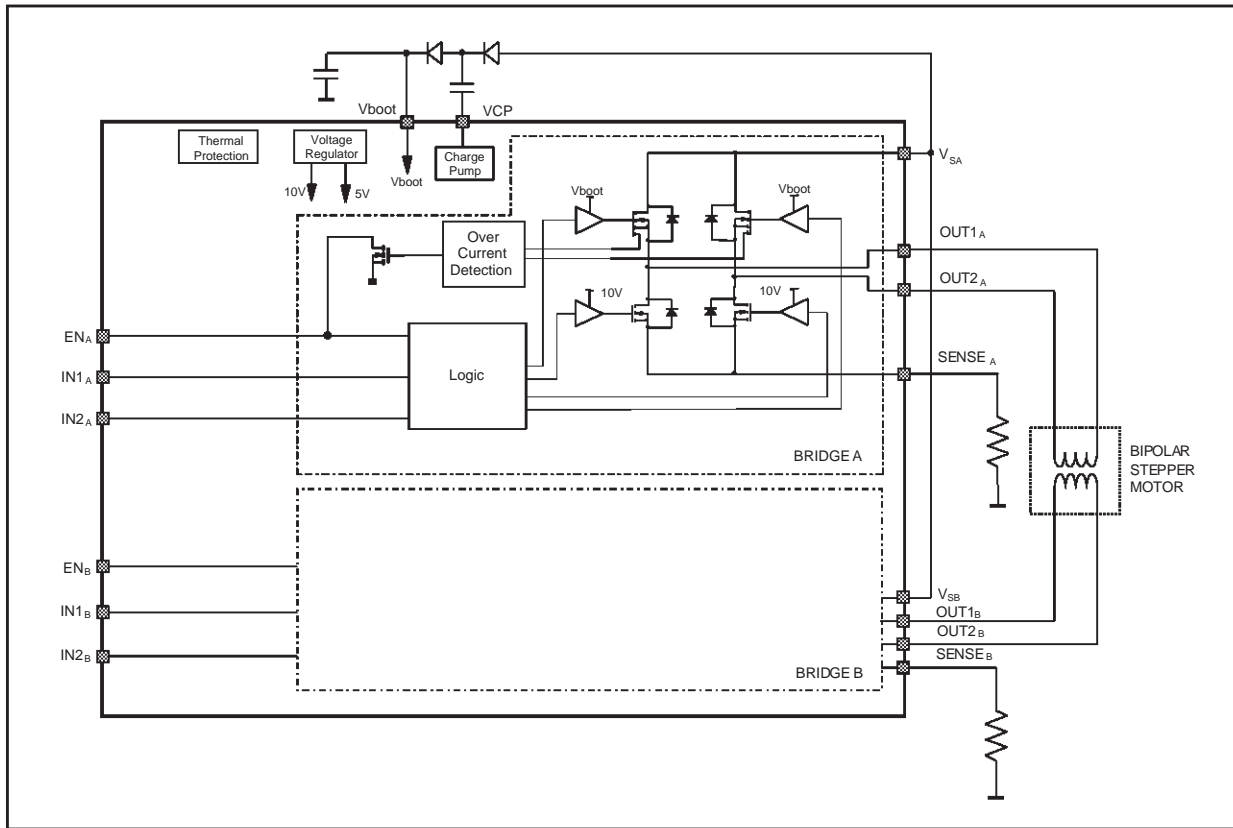 Vboot
VCP
Thermal
Protection
Voltage
Regulator
Charge
Pump
10V
5V
Vboot
VSA
Vboot
Vboot
Over
Current
Detection
OUT1A
OUT2A
10V
10V
ENA
IN1A
IN2A
Logic
SENSEA
BRIDGE A
BIPOLAR
STEPPER
MOTOR
ENB
IN1B
IN2B
VSB
OUT1B
OUT2B
SENSEB
BRIDGE B